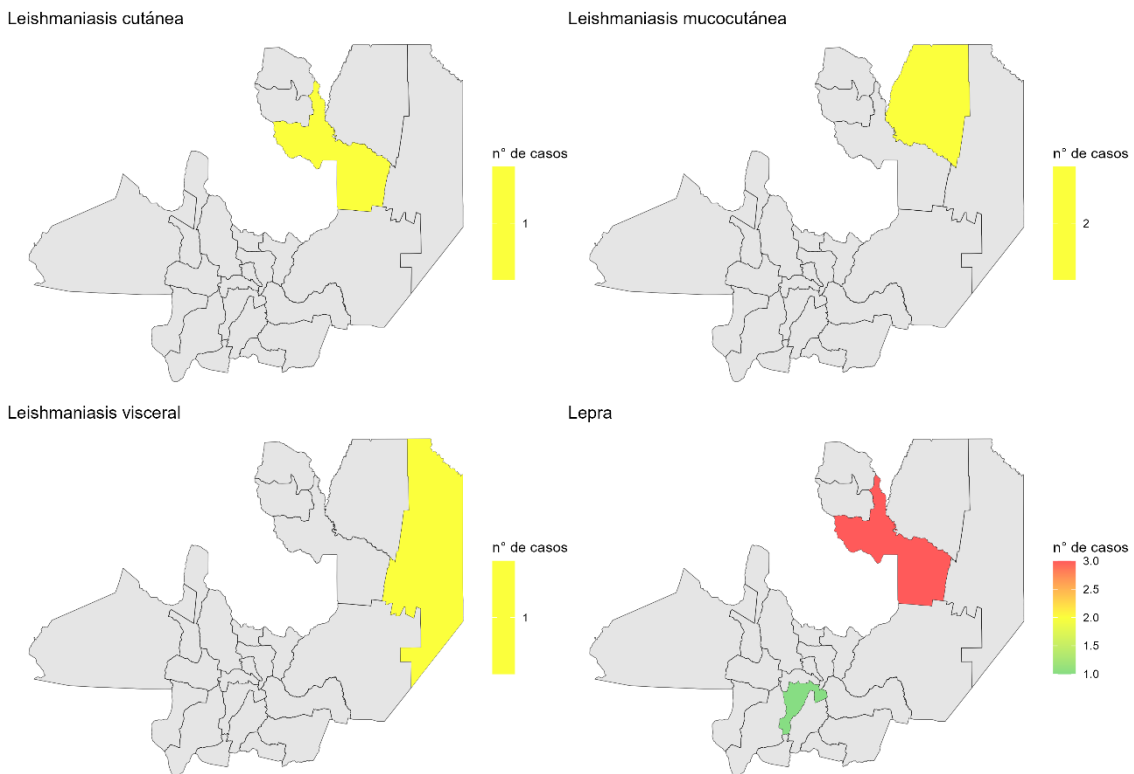 Leishmaniasis cutánea
n° de casos
1
Leishmaniasis mucocutánea
n° de casos
2
Leishmaniasis visceral
n° de casos
1
Lepra
n° de casos
3.0
2.5
2.0
1.5
1.0